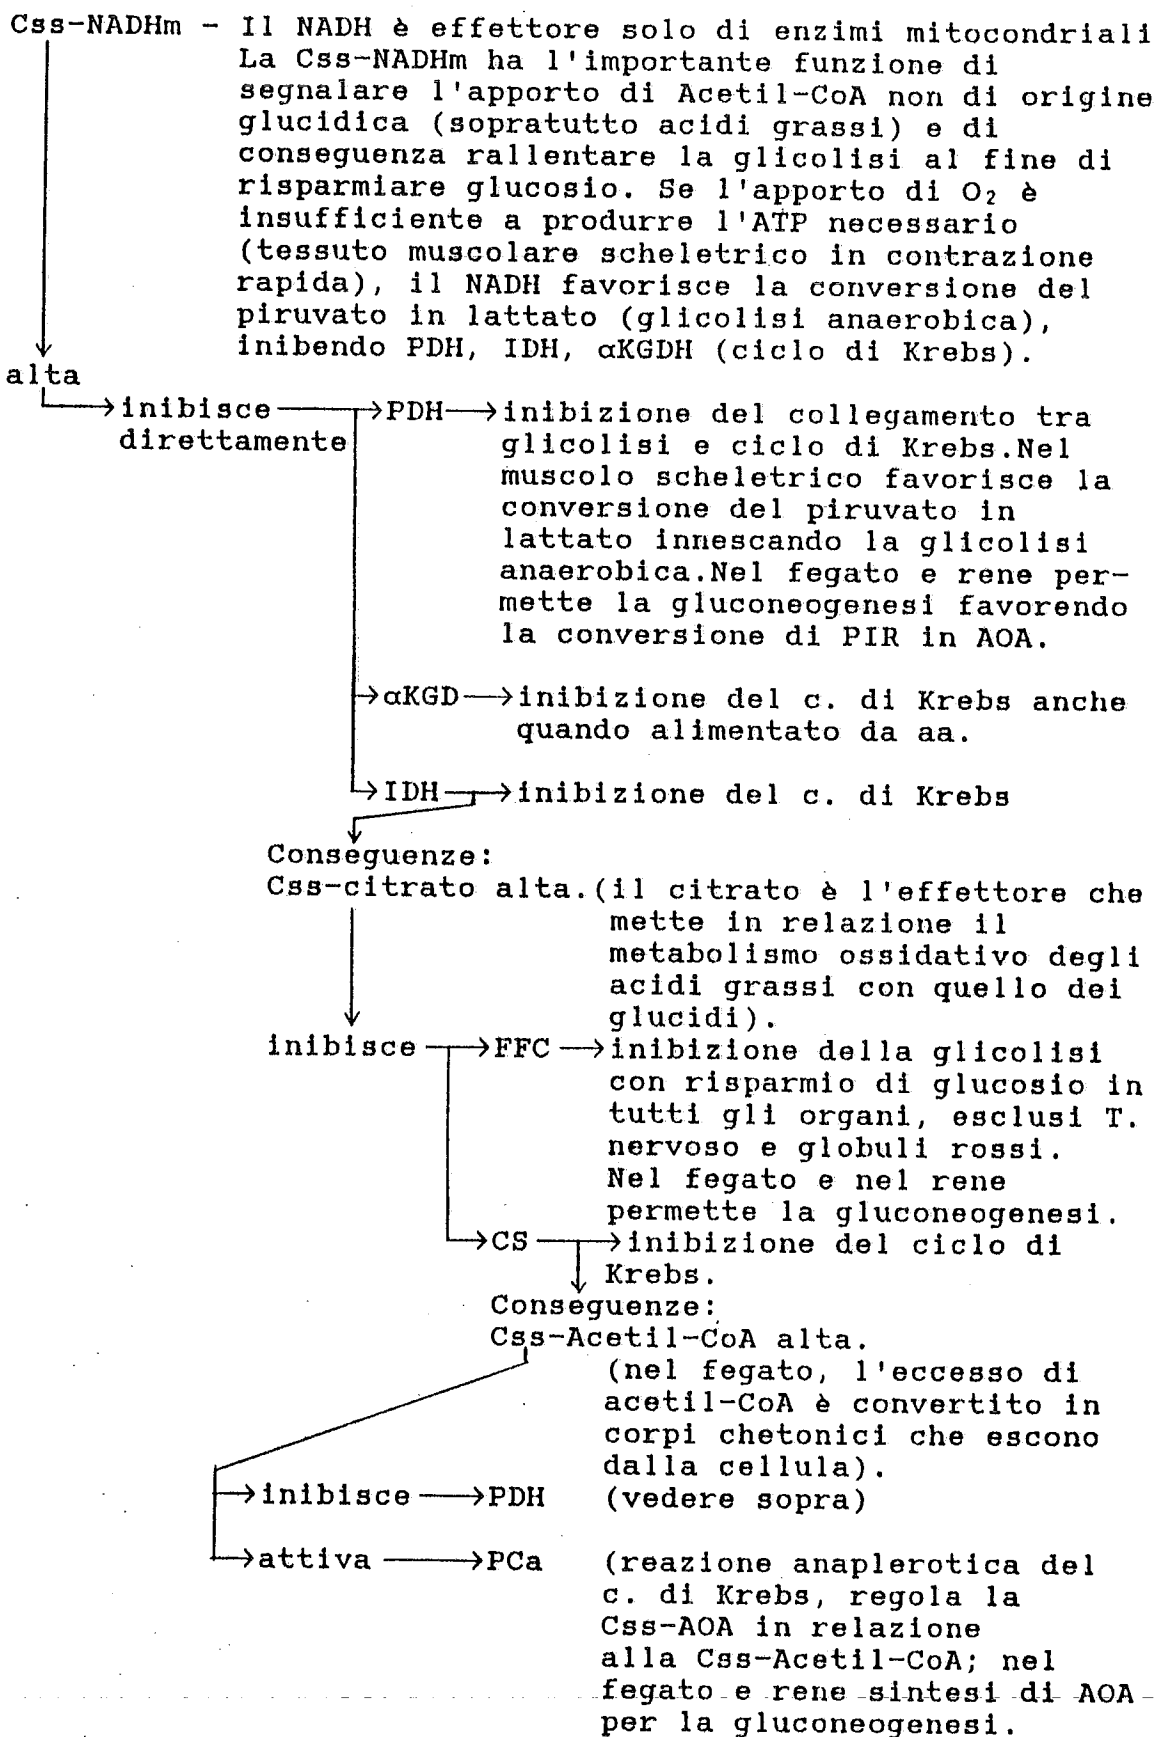 Css-NADHm - Il NADH è effettore solo di enzimi mitocondriali
La Css-NADHm ha l'importante funzione di
segnalare l'apporto di Acetil-CoA non di origine
glucidica (sopratutto acidi grassi) e di
conseguenza rallentare la glicolisi al fine di
risparmiare glucosio. Se l'apporto di O₂ è
insufficiente a produrre l'ATP necessario
(tessuto muscolare scheletrico in contrazione
rapida), il NADH favorisce la conversione del
piruvato in lattato (glicolisi anaerobica),
inibendo PDH, IDH, αKGDH (ciclo di Krebs).
alta
inibisce direttamente
PDH
inibizione del collegamento tra
glicolisi e ciclo di Krebs.Nel
muscolo scheletrico favorisce la
conversione del piruvato in
lattato innescando la glicolisi
anaerobica.Nel fegato e rene per-
mette la gluconeogenesi favorendo
la conversione di PIR in AOA.
αKGD
inibizione del c. di Krebs anche
quando alimentato da aa.
IDH
inibizione del c. di Krebs
Conseguenze:
Css-citrato alta.(il citrato è l'effettore che
mette in relazione il
metabolismo ossidativo degli
acidi grassi con quello dei
glucidi).
inibisce
FFC
inibizione della glicolisi
con risparmio di glucosio in
tutti gli organi, esclusi T.
nervoso e globuli rossi.
Nel fegato e nel rene
permette la gluconeogenesi.
CS
inibizione del ciclo di
Krebs.
Conseguenze:
Css-Acetil-CoA alta.
(nel fegato, l'eccesso di
acetil-CoA è convertito in
corpi chetonici che escono
dalla cellula).
inibisce
PDH
(vedere sopra)
attiva
PCa
(reazione anaplerotica del
c. di Krebs, regola la
Css-AOA in relazione
alla Css-Acetil-CoA; nel
fegato e rene sintesi di AOA
per la gluconeogenesi.